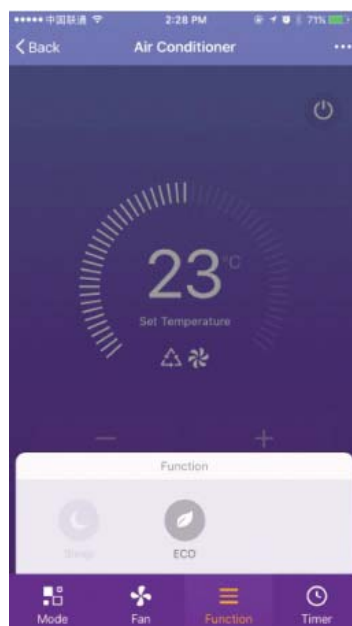 中国联通 2:28 PM 71%
Back Air Conditioner
23°C
Set Temperature
Function
Sleep ECO
Mode Fan Function Timer